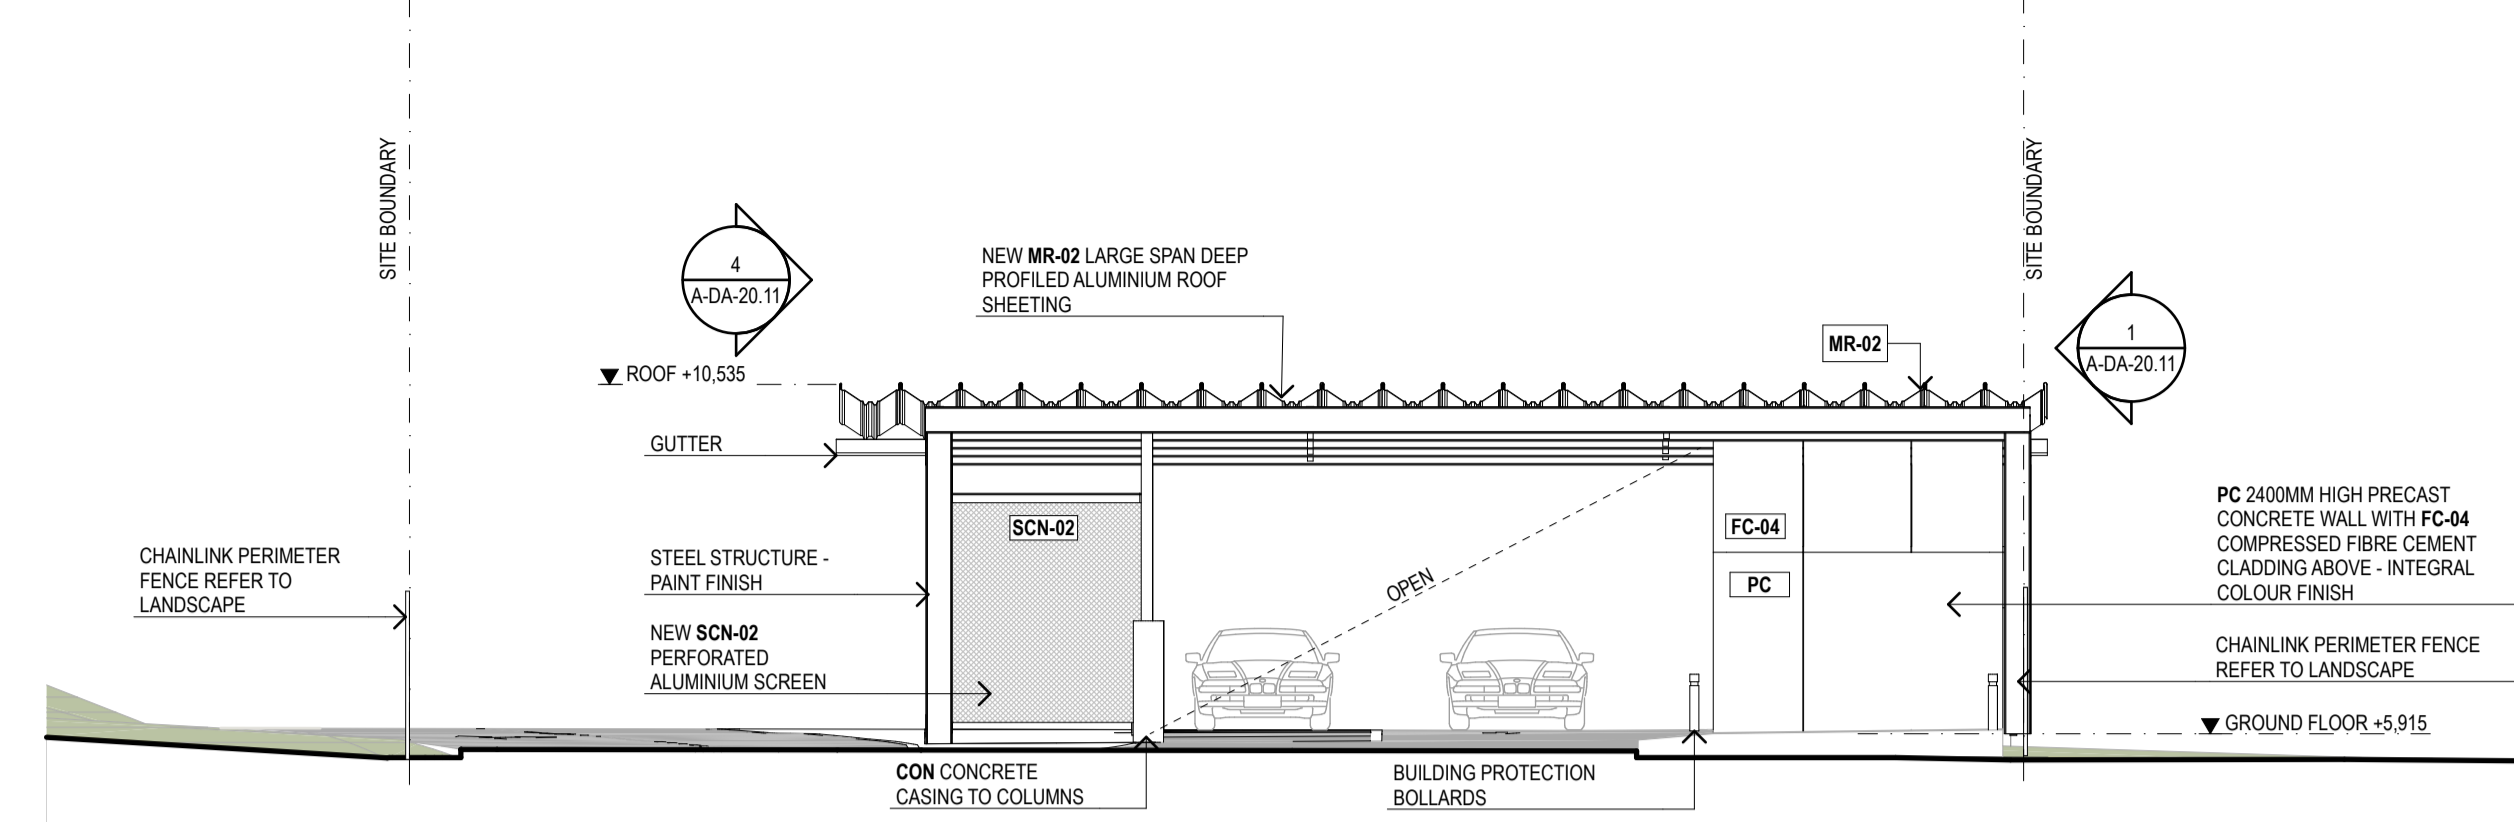 SITE BOUNDARY
SITE BOUNDARY
4
A-DA-20.11
NEW MR-02 LARGE SPAN DEEP
PROFILED ALUMINIUM ROOF
SHEETING
1
A-DA-20.11
MR-02
ROOF +10,535
GUTTER
SCN-02
FC-04
PC
OPEN
CHAINLINK PERIMETER
FENCE REFER TO
LANDSCAPE
STEEL STRUCTURE -
PAINT FINISH
NEW SCN-02
PERFORATED
ALUMINIUM SCREEN
PC 2400MM HIGH PRECAST
CONCRETE WALL WITH FC-04
COMPRESSED FIBRE CEMENT
CLADDING ABOVE - INTEGRAL
COLOUR FINISH
CHAINLINK PERIMETER FENCE
REFER TO LANDSCAPE
GROUND FLOOR +5,915
CON CONCRETE
CASING TO COLUMNS
BUILDING PROTECTION
BOLLARDS